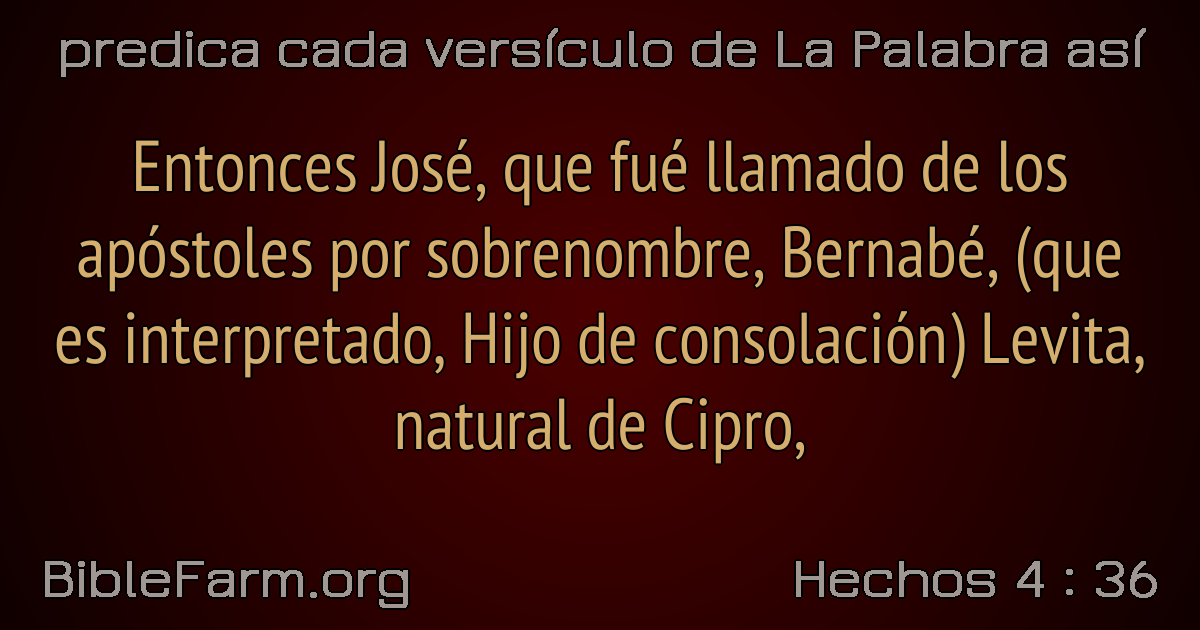 predica cada versículo de La Palabra así
Entonces José, que fué llamado de los
apóstoles por sobrenombre, Bernabé, (que
es interpretado, Hijo de consolación) Levita,
natural de Cipro,
BibleFarm.org
Hechos 4 : 36